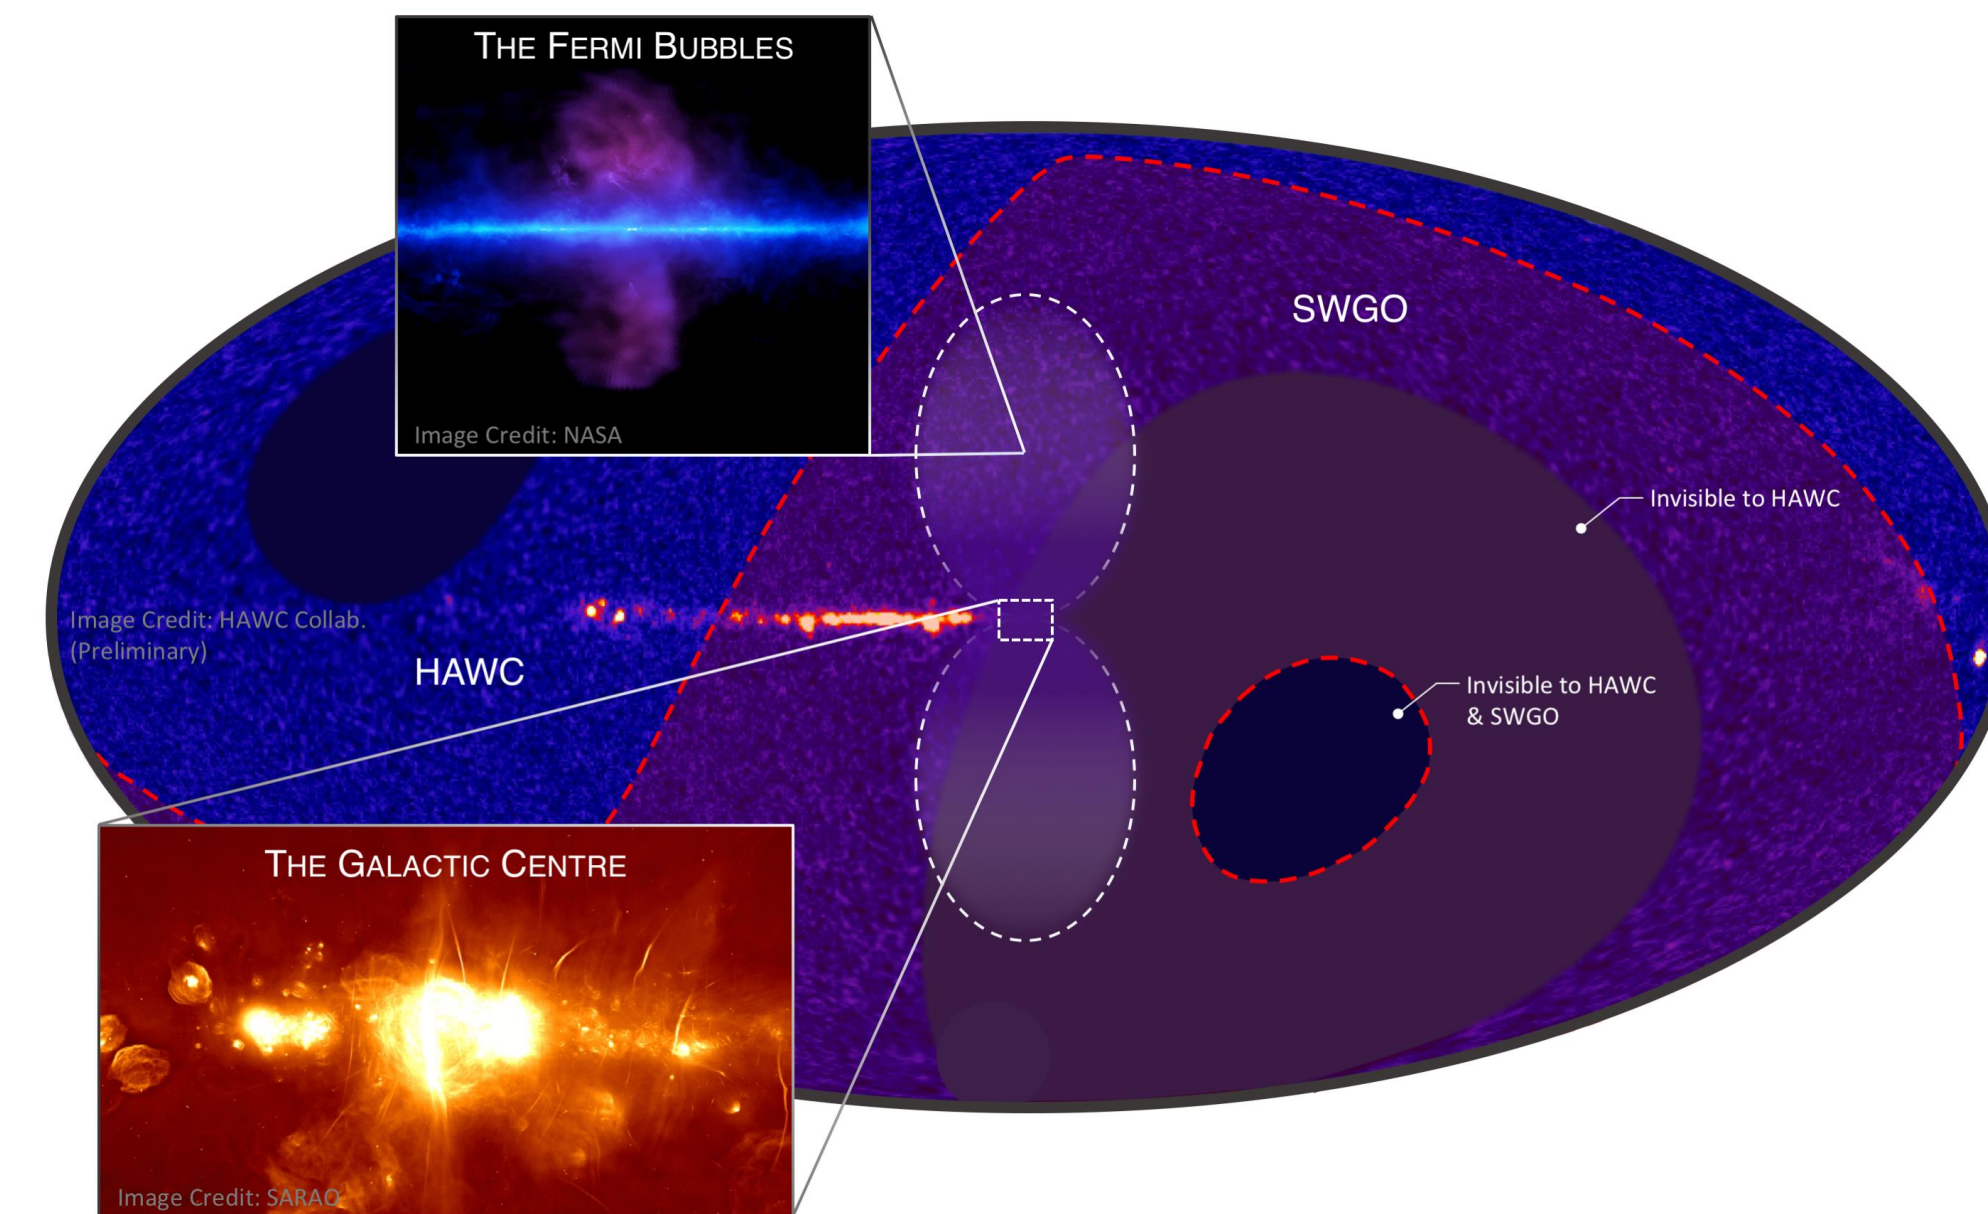 THE FERMI BUBBLES
Image Credit: NASA
SWGO
Invisible to HAWC
Image Credit: HAWC Collab.
(Preliminary)
HAWC
Invisible to HAWC
& SWGO
THE GALACTIC CENTRE
Image Credit: SARAO